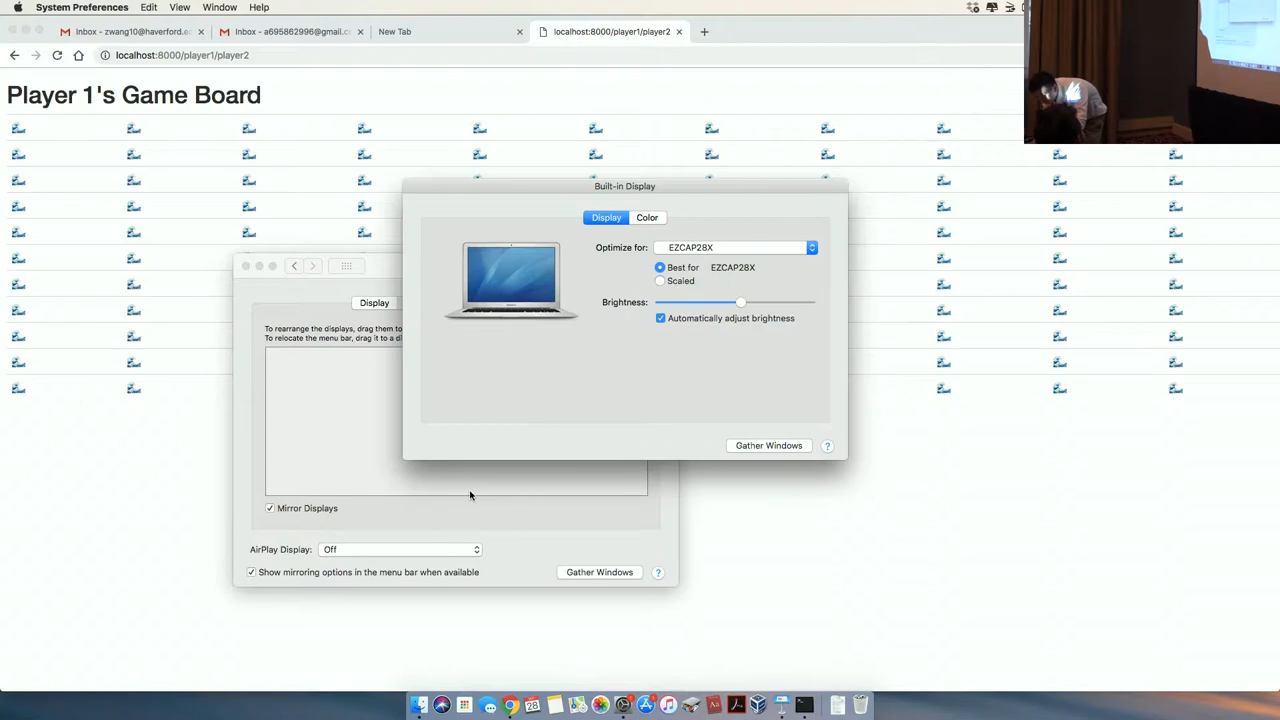 System Preferences Edit View Window Help
Inbox - zwang10@haverford.ed
Inbox - a695862996@gmail.c
New Tab
localhost:8000/player1/player2
localhost:8000/player1/player2
Player 1's Game Board
Built-in Display
Display Color
Optimize for: EZCAP28X
Best for EZCAP28X
Scaled
Brightness:
Automatically adjust brightness
Gather Windows ?
Display
To rearrange the displays, drag them to
To relocate the menu bar, drag it to a di
Mirror Displays
AirPlay Display: Off
Show mirroring options in the menu bar when available
Gather Windows ?
28